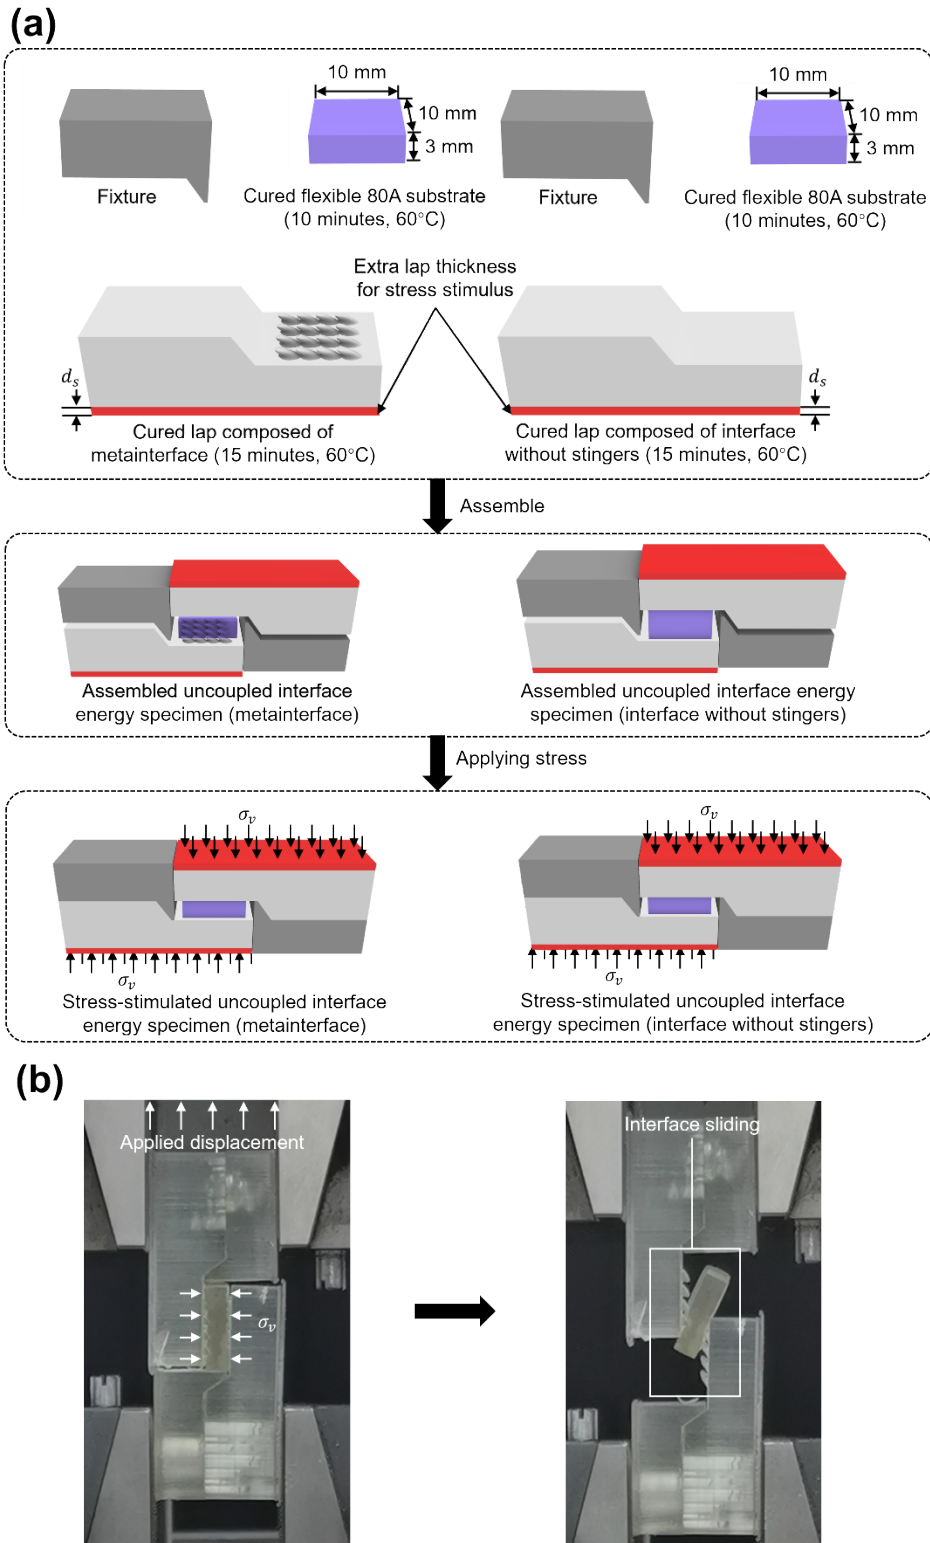 (a)
10 mm
10 mm
3 mm
Fixture
Cured flexible 80A substrate
(10 minutes, 60°C)
10 mm
10 mm
3 mm
Fixture
Cured flexible 80A substrate
(10 minutes, 60°C)
Extra lap thickness
for stress stimulus
d_s
d_s
Cured lap composed of
metainterface (15 minutes, 60°C)
Cured lap composed of interface
without stingers (15 minutes, 60°C)
Assemble
Assembled uncoupled interface
energy specimen (metainterface)
Assembled uncoupled interface energy
specimen (interface without stingers)
Applying stress
σ_v
σ_v
σ_v
σ_v
Stress-stimulated uncoupled interface
energy specimen (metainterface)
Stress-stimulated uncoupled interface
energy specimen (interface without stingers)
(b)
Applied displacement
σ_v
Interface sliding